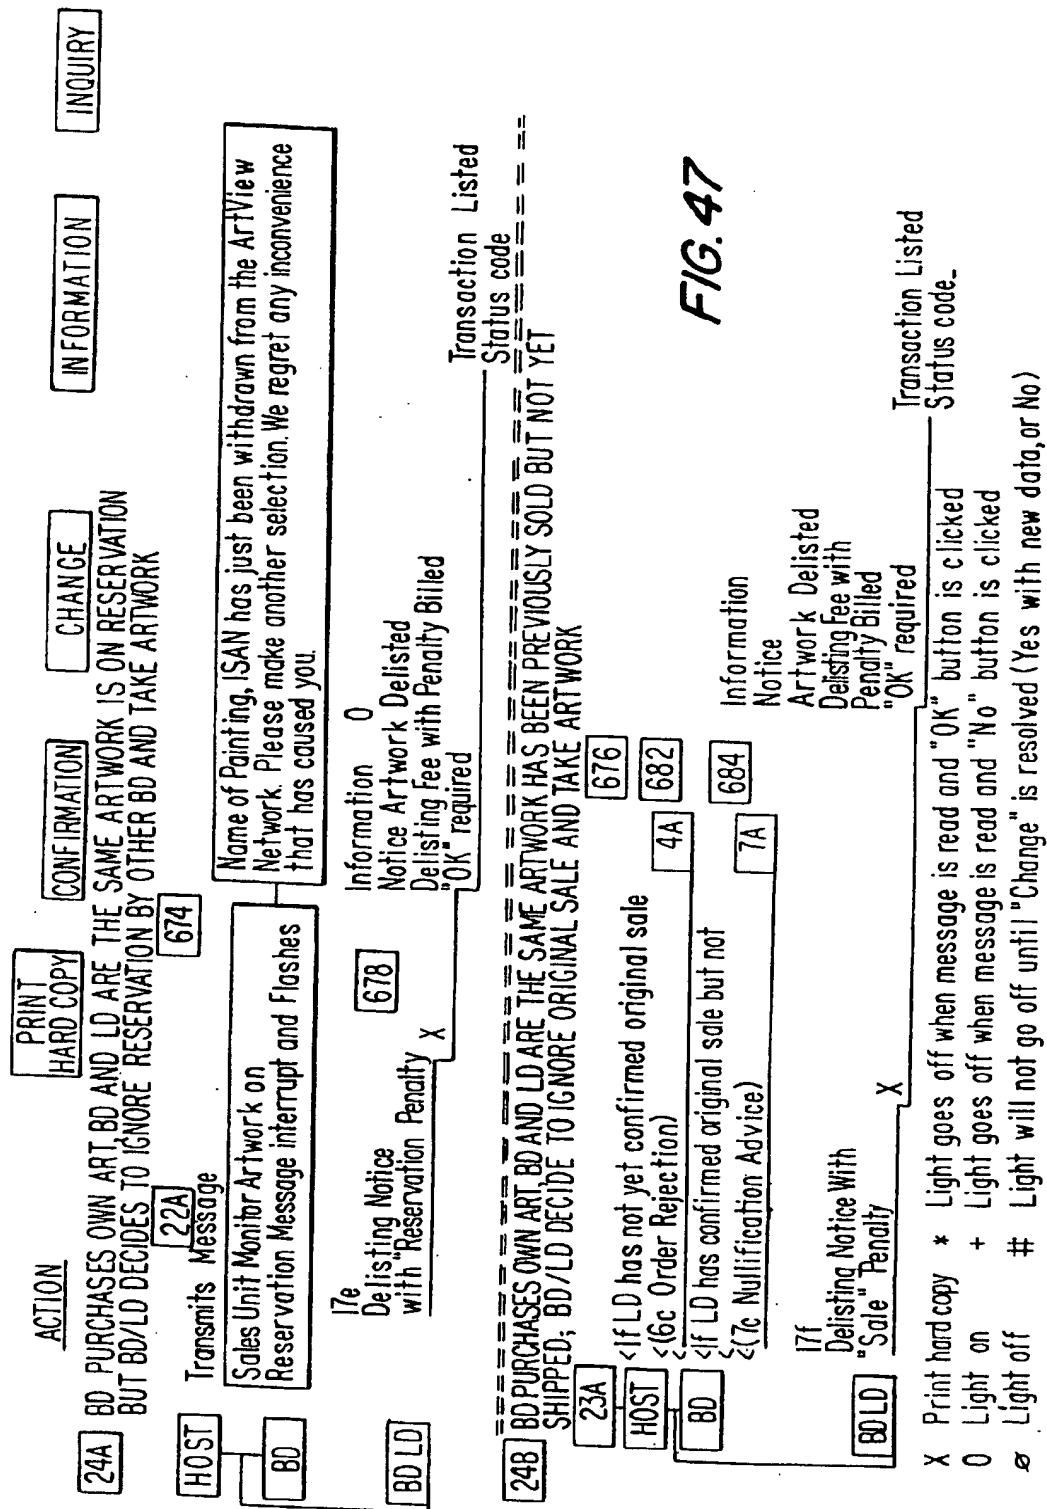 ACTION
PRINT
HARD COPY
CONFIRMATION
CHANGE
INFORMATION
INQUIRY
24A
BD PURCHASES OWN ART, BD AND LD ARE THE SAME ARTWORK IS ON RESERVATION
BUT BD/LD DECIDES TO IGNORE RESERVATION BY OTHER BD AND TAKE ARTWORK
22A
674
HOST
Transmits Message
BD
Sales Unit Monitor Artwork on
Reservation Message interrupt and Flashes
Name of Painting, ISAN has just been withdrawn from the ArtView
Network. Please make another selection. We regret any inconvenience
that has caused you.
BD LD
17e
Delisting Notice
with "Reservation Penalty
X
678
Information O
Notice Artwork Delisted
Delisting Fee with Penalty Billed
"OK" required
Transaction Listed
Status code
24B
BD PURCHASES OWN ART, BD AND LD ARE THE SAME ARTWORK HAS BEEN PREVIOUSLY SOLD BUT NOT YET
SHIPPED; BD/LD DECIDE TO IGNORE ORIGINAL SALE AND TAKE ARTWORK
23A
HOST
<If LD has not yet confirmed original sale
<(6c Order Rejection)
<
676
4A
682
BD
<If LD has confirmed original sale but not
<
<(7c Nullification Advice)
7A
684
Information
Notice
Artwork Delisted
Delisting Fee with
Penalty Billed
"OK" required
BD LD
17f
Delisting Notice With
"Sale" Penalty
X
Transaction Listed
Status code_
FIG. 47
X Print hard copy * Light goes off when message is read and "OK" button is clicked
O Light on + Light goes off when message is read and "No" button is clicked
ø Light off # Light will not go off until "Change" is resolved (Yes with new data, or No)